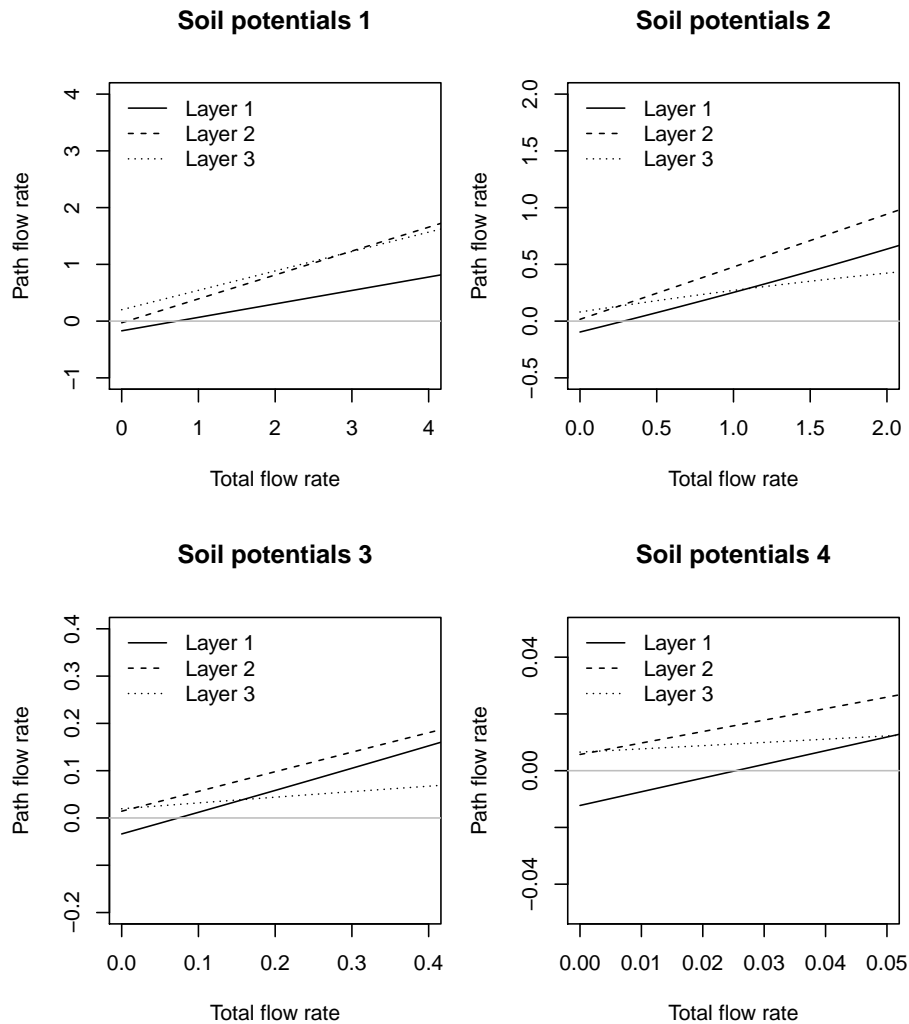 Soil potentials 1
Layer 1
Layer 2
Layer 3
4
3
2
1
0
−1
Path flow rate
0 1 2 3 4
Total flow rate
Soil potentials 2
Layer 1
Layer 2
Layer 3
2.0
1.5
1.0
0.5
0.0
−0.5
Path flow rate
0.0 0.5 1.0 1.5 2.0
Total flow rate
Soil potentials 3
Layer 1
Layer 2
Layer 3
0.4
0.3
0.2
0.1
0.0
−0.2
Path flow rate
0.0 0.1 0.2 0.3 0.4
Total flow rate
Soil potentials 4
Layer 1
Layer 2
Layer 3
0.04
0.00
−0.04
Path flow rate
0.00 0.01 0.02 0.03 0.04 0.05
Total flow rate